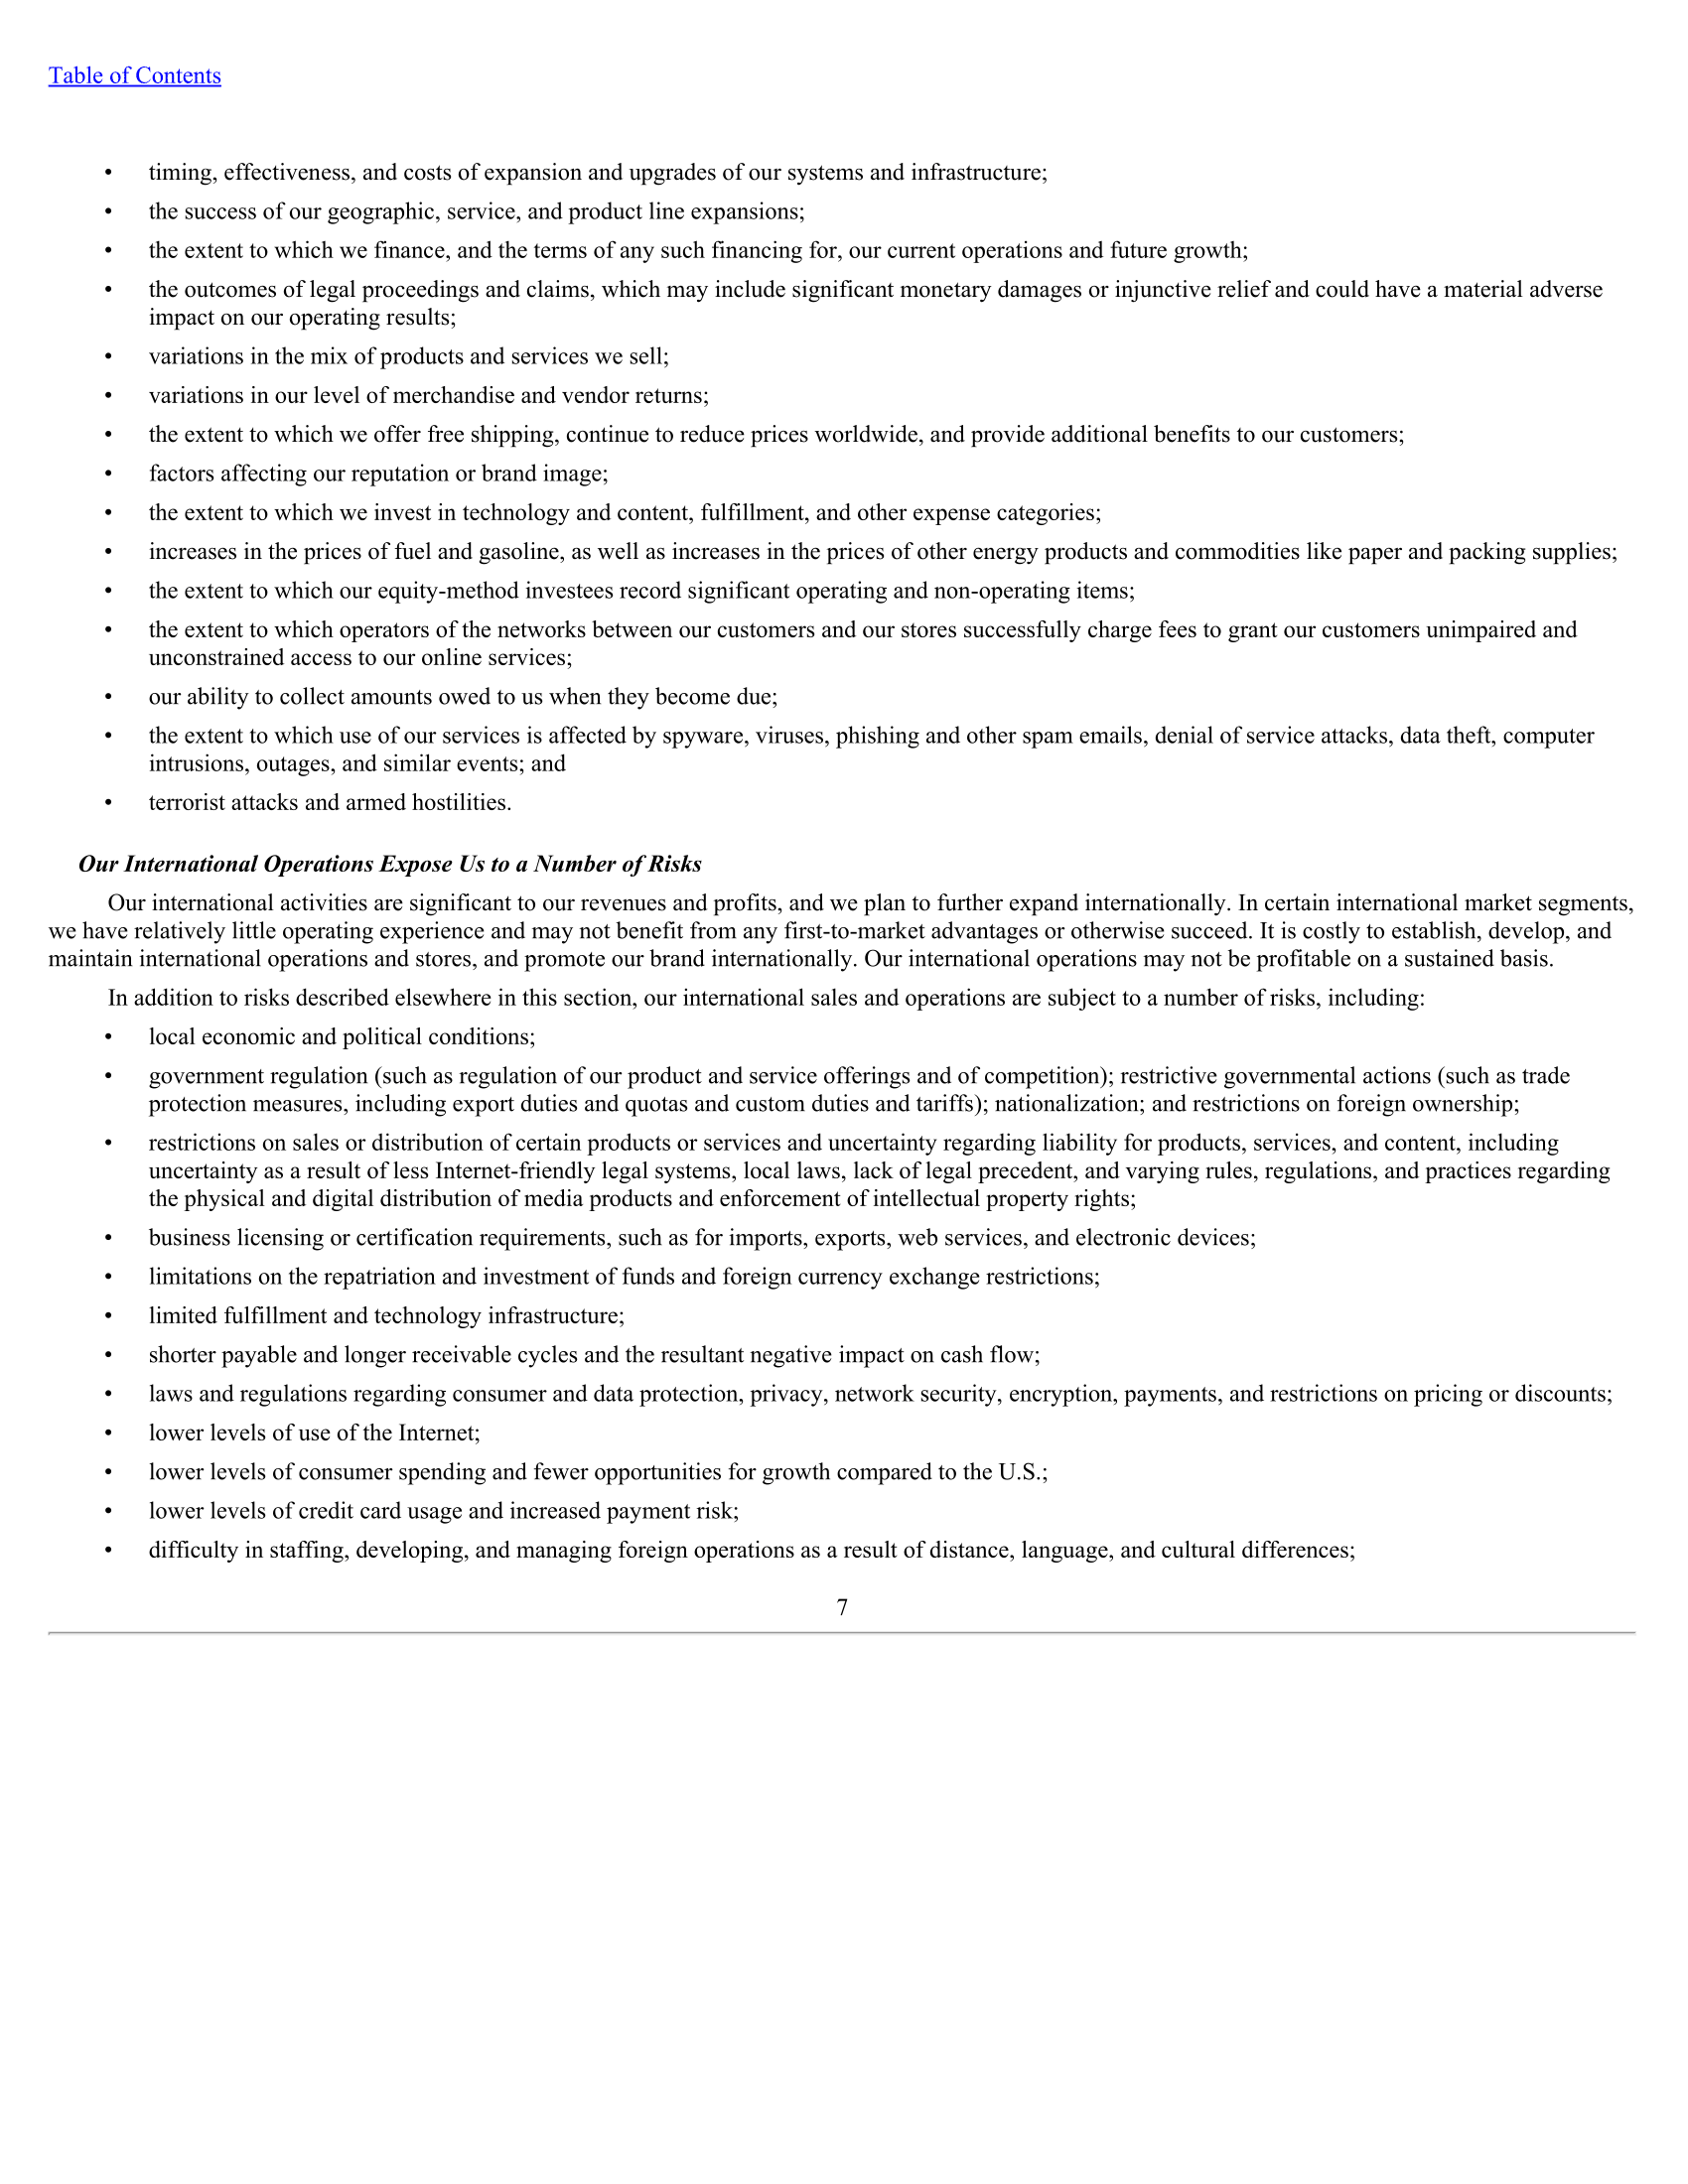 Table of Contents
• timing, effectiveness, and costs of expansion and upgrades of our systems and infrastructure;
• the success of our geographic, service, and product line expansions;
• the extent to which we finance, and the terms of any such financing for, our current operations and future growth;
• the outcomes of legal proceedings and claims, which may include significant monetary damages or injunctive relief and could have a material adverse
impact on our operating results;
• variations in the mix of products and services we sell;
• variations in our level of merchandise and vendor returns;
• the extent to which we offer free shipping, continue to reduce prices worldwide, and provide additional benefits to our customers;
• factors affecting our reputation or brand image;
• the extent to which we invest in technology and content, fulfillment, and other expense categories;
• increases in the prices of fuel and gasoline, as well as increases in the prices of other energy products and commodities like paper and packing supplies;
• the extent to which our equity-method investees record significant operating and non-operating items;
• the extent to which operators of the networks between our customers and our stores successfully charge fees to grant our customers unimpaired and
unconstrained access to our online services;
• our ability to collect amounts owed to us when they become due;
• the extent to which use of our services is affected by spyware, viruses, phishing and other spam emails, denial of service attacks, data theft, computer
intrusions, outages, and similar events; and
• terrorist attacks and armed hostilities.
Our International Operations Expose Us to a Number of Risks
Our international activities are significant to our revenues and profits, and we plan to further expand internationally. In certain international market segments,
we have relatively little operating experience and may not benefit from any first-to-market advantages or otherwise succeed. It is costly to establish, develop, and
maintain international operations and stores, and promote our brand internationally. Our international operations may not be profitable on a sustained basis.
In addition to risks described elsewhere in this section, our international sales and operations are subject to a number of risks, including:
• local economic and political conditions;
• government regulation (such as regulation of our product and service offerings and of competition); restrictive governmental actions (such as trade
protection measures, including export duties and quotas and custom duties and tariffs); nationalization; and restrictions on foreign ownership;
• restrictions on sales or distribution of certain products or services and uncertainty regarding liability for products, services, and content, including
uncertainty as a result of less Internet-friendly legal systems, local laws, lack of legal precedent, and varying rules, regulations, and practices regarding
the physical and digital distribution of media products and enforcement of intellectual property rights;
• business licensing or certification requirements, such as for imports, exports, web services, and electronic devices;
• limitations on the repatriation and investment of funds and foreign currency exchange restrictions;
• limited fulfillment and technology infrastructure;
• shorter payable and longer receivable cycles and the resultant negative impact on cash flow;
• laws and regulations regarding consumer and data protection, privacy, network security, encryption, payments, and restrictions on pricing or discounts;
• lower levels of use of the Internet;
• lower levels of consumer spending and fewer opportunities for growth compared to the U.S.;
• lower levels of credit card usage and increased payment risk;
• difficulty in staffing, developing, and managing foreign operations as a result of distance, language, and cultural differences;
7